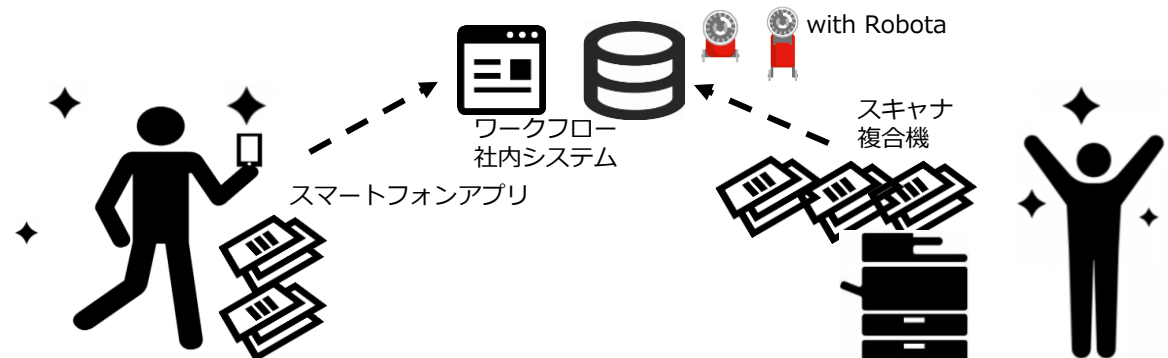 with Robota
スキャナ
複合機
ワークフロー
社内システム
スマートフォンアプリ